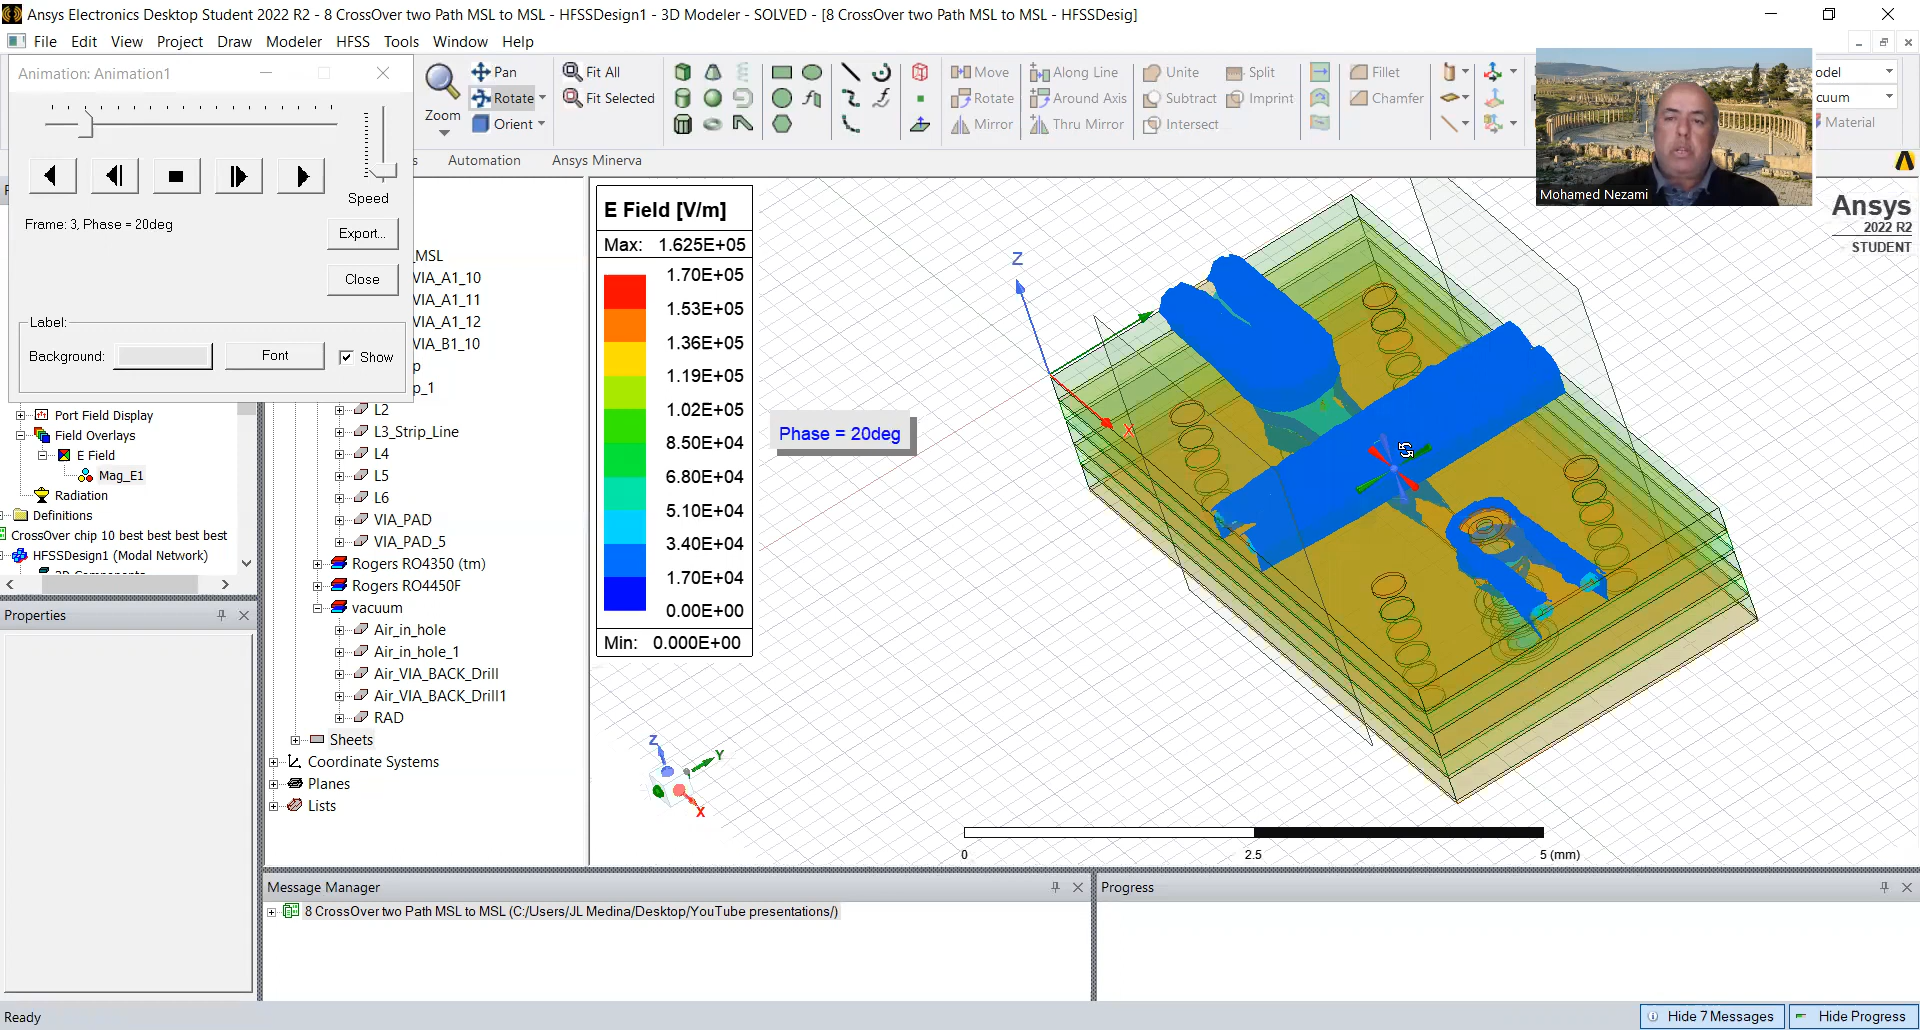 Ansys Electronics Desktop Student 2022 R2 - 8 CrossOver two Path MSL to MSL - HFSSDesign1 - 3D Modeler - SOLVED - [8 CrossOver two Path MSL to MSL - HFSSDesig]
File Edit View Project Draw Modeler HFSS Tools Window Help
Animation: Animation1
Frame: 3, Phase = 20deg
Speed
Export...
Close
Label:
Background:
Font
Show
Zoom
Pan
Rotate
Orient
Fit All
Fit Selected
Move
Rotate
Mirror
Along Line
Around Axis
Thru Mirror
Unite
Subtract
Intersect
Split
Imprint
Fillet
Chamfer
odel
cuum
Material
Automation
Ansys Minerva
Mohamed Nezami
Ansys
2022 R2
STUDENT
_MSL
VIA_A1_10
VIA_A1_11
VIA_A1_12
VIA_B1_10
p
p_1
L2
L3_Strip_Line
L4
L5
L6
VIA_PAD
VIA_PAD_5
Rogers RO4350 (tm)
Rogers RO4450F
vacuum
Air_in_hole
Air_in_hole_1
Air_VIA_BACK_Drill
Air_VIA_BACK_Drill1
RAD
Sheets
Coordinate Systems
Planes
Lists
Port Field Display
Field Overlays
E Field
Mag_E1
Radiation
Definitions
CrossOver chip 10 best best best best
HFSSDesign1 (Modal Network)
Properties
E Field [V/m]
Max: 1.625E+05
1.70E+05
1.53E+05
1.36E+05
1.19E+05
1.02E+05
8.50E+04
6.80E+04
5.10E+04
3.40E+04
1.70E+04
0.00E+00
Min: 0.000E+00
Phase = 20deg
Z
X
Z
Y
X
0
2.5
5 (mm)
Message Manager
8 CrossOver two Path MSL to MSL (C:/Users/JL Medina/Desktop/YouTube presentations/)
Progress
Ready
Hide 7 Messages
Hide Progress